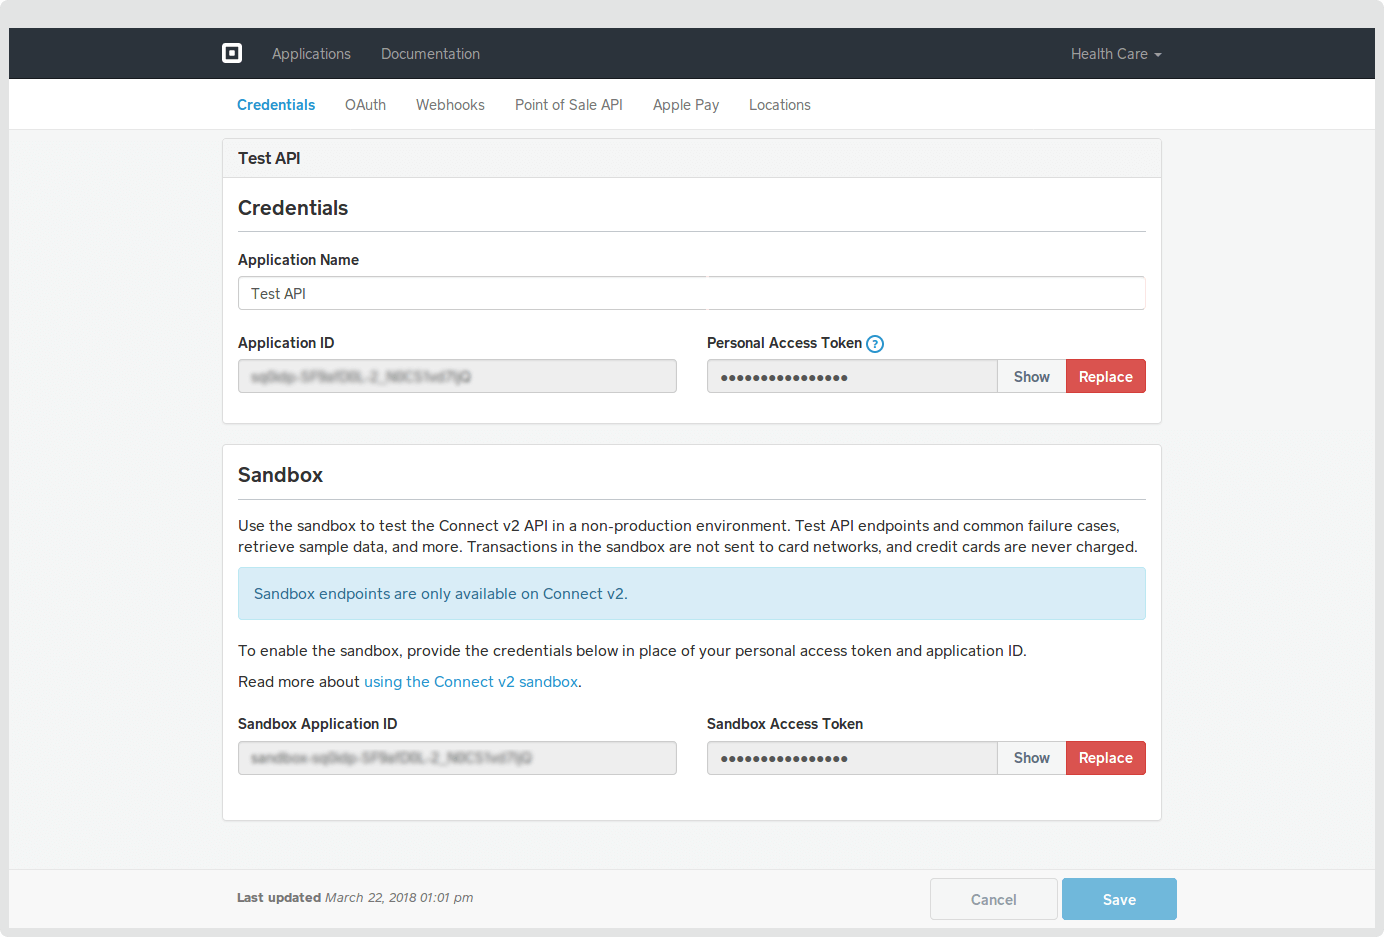 Applications Documentation Health Care
Credentials OAuth Webhooks Point of Sale API Apple Pay Locations
Test API
Credentials
Application Name
Test API
Application ID Personal Access Token ?
•••••••••••••••• Show Replace
Sandbox
Use the sandbox to test the Connect v2 API in a non-production environment. Test API endpoints and common failure cases,
retrieve sample data, and more. Transactions in the sandbox are not sent to card networks, and credit cards are never charged.
Sandbox endpoints are only available on Connect v2.
To enable the sandbox, provide the credentials below in place of your personal access token and application ID.
Read more about using the Connect v2 sandbox.
Sandbox Application ID Sandbox Access Token
•••••••••••••••• Show Replace
Last updated March 22, 2018 01:01 pm Cancel Save